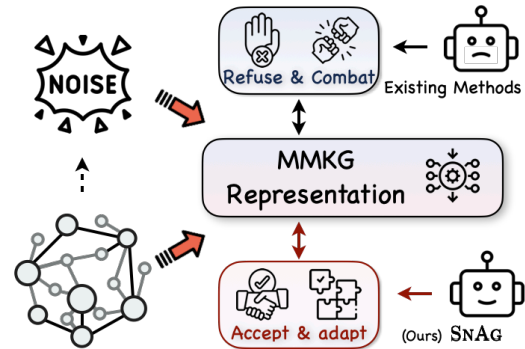 NOISE
Refuse & Combat
Existing Methods
MMKG
Representation
Accept & adapt
(Ours) SNAG